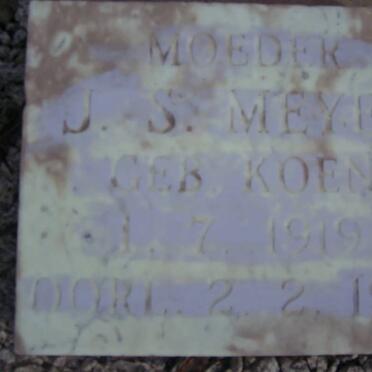 MOEDER
J. S. MEYE
GEB. KOEN
1. 7. 1919
OORL. 2. 2. 1